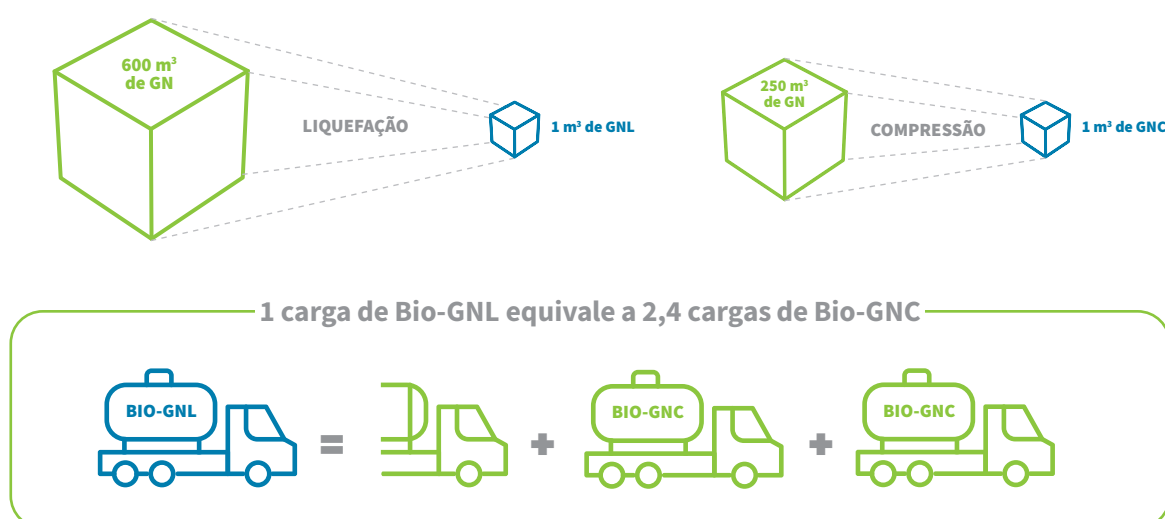 600 m³
de GN
LIQUEFAÇÃO
1 m³ de GNL
250 m³
de GN
COMPRESSÃO
1 m³ de GNC
1 carga de Bio-GNL equivale a 2,4 cargas de Bio-GNC
BIO-GNL
=
+
BIO-GNC
+
BIO-GNC